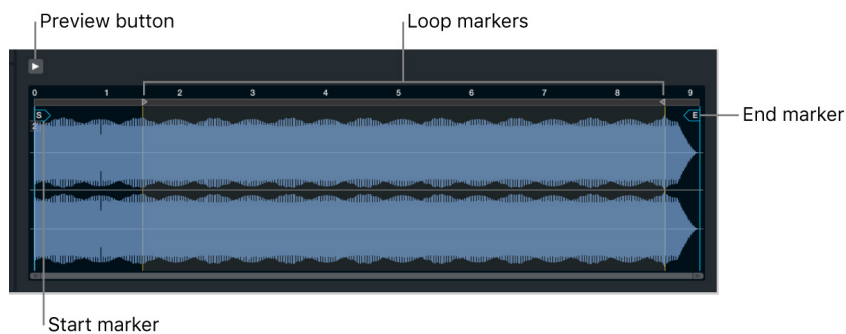 Preview button
Loop markers
0 1 2 3 4 5 6 7 8 9
S
E
End marker
2
Start marker